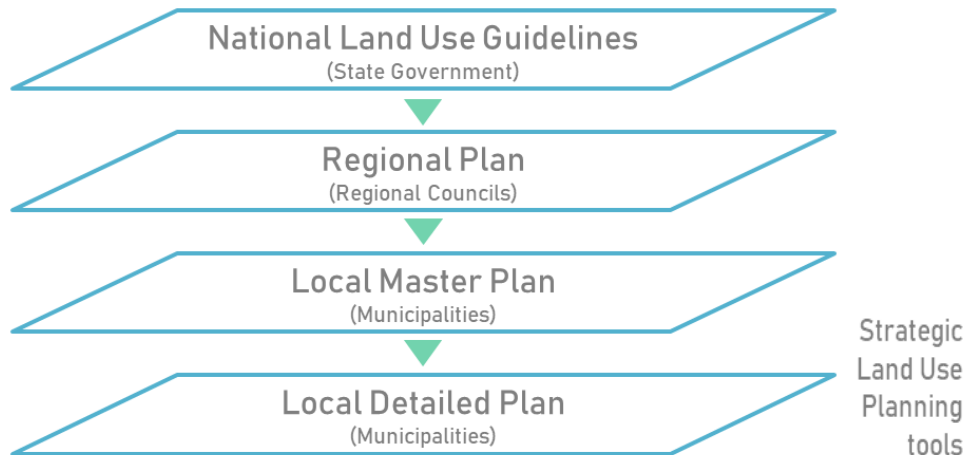 National Land Use Guidelines
(State Government)
Regional Plan
(Regional Councils)
Local Master Plan
(Municipalities)
Local Detailed Plan
(Municipalities)
Strategic
Land Use
Planning
tools